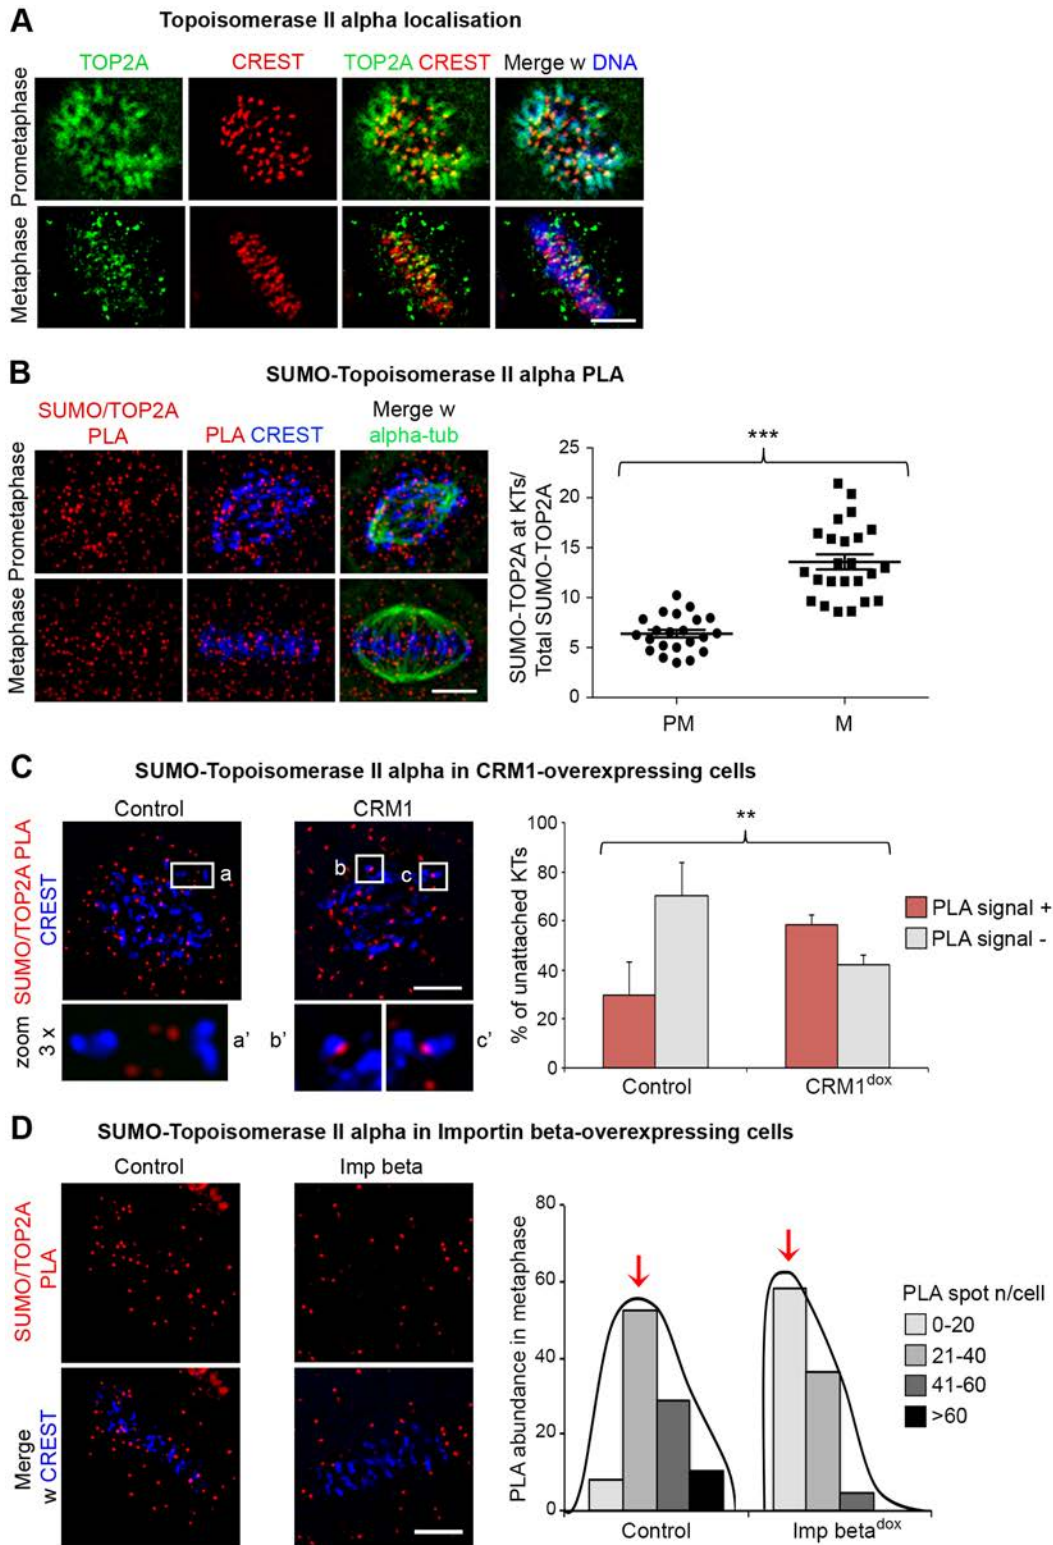 A
Topoisomerase II alpha localisation
TOP2A
CREST
TOP2A CREST
Merge w DNA
Prometaphase
Metaphase
B
SUMO-Topoisomerase II alpha PLA
SUMO/TOP2A
PLA
PLA CREST
Merge w
alpha-tub
Prometaphase
Metaphase
SUMO-TOP2A at KTs/
Total SUMO-TOP2A
***
25
20
15
10
5
0
PM
M
C
SUMO-Topoisomerase II alpha in CRM1-overexpressing cells
Control
CRM1
SUMO/TOP2A PLA
CREST
a
b
c
zoom
3 x
a'
b'
c'
% of unattached KTs
**
100
80
60
40
20
0
Control
CRM1dox
PLA signal +
PLA signal -
D
SUMO-Topoisomerase II alpha in Importin beta-overexpressing cells
Control
Imp beta
SUMO/TOP2A
PLA
Merge
w CREST
PLA abundance in metaphase
80
60
40
20
0
Control
Imp betadox
PLA spot n/cell
0-20
21-40
41-60
>60